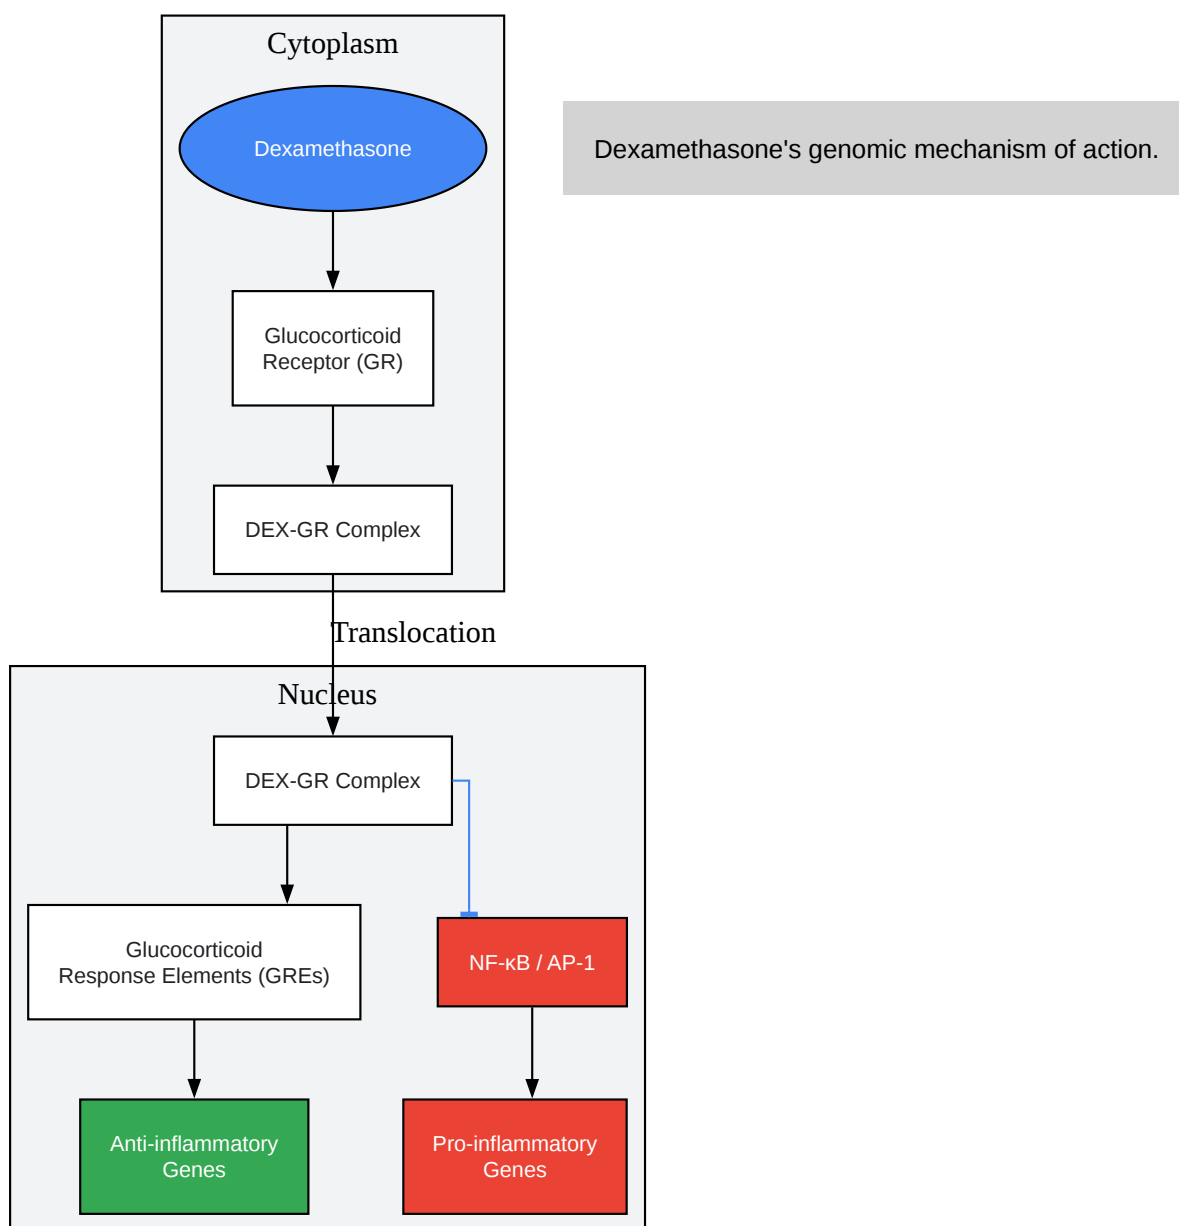 Cytoplasm
Dexamethasone
Dexamethasone's genomic mechanism of action.
Glucocorticoid
Receptor (GR)
DEX-GR Complex
Translocation
Nucleus
DEX-GR Complex
Glucocorticoid
Response Elements (GREs)
NF-κB / AP-1
Anti-inflammatory
Genes
Pro-inflammatory
Genes